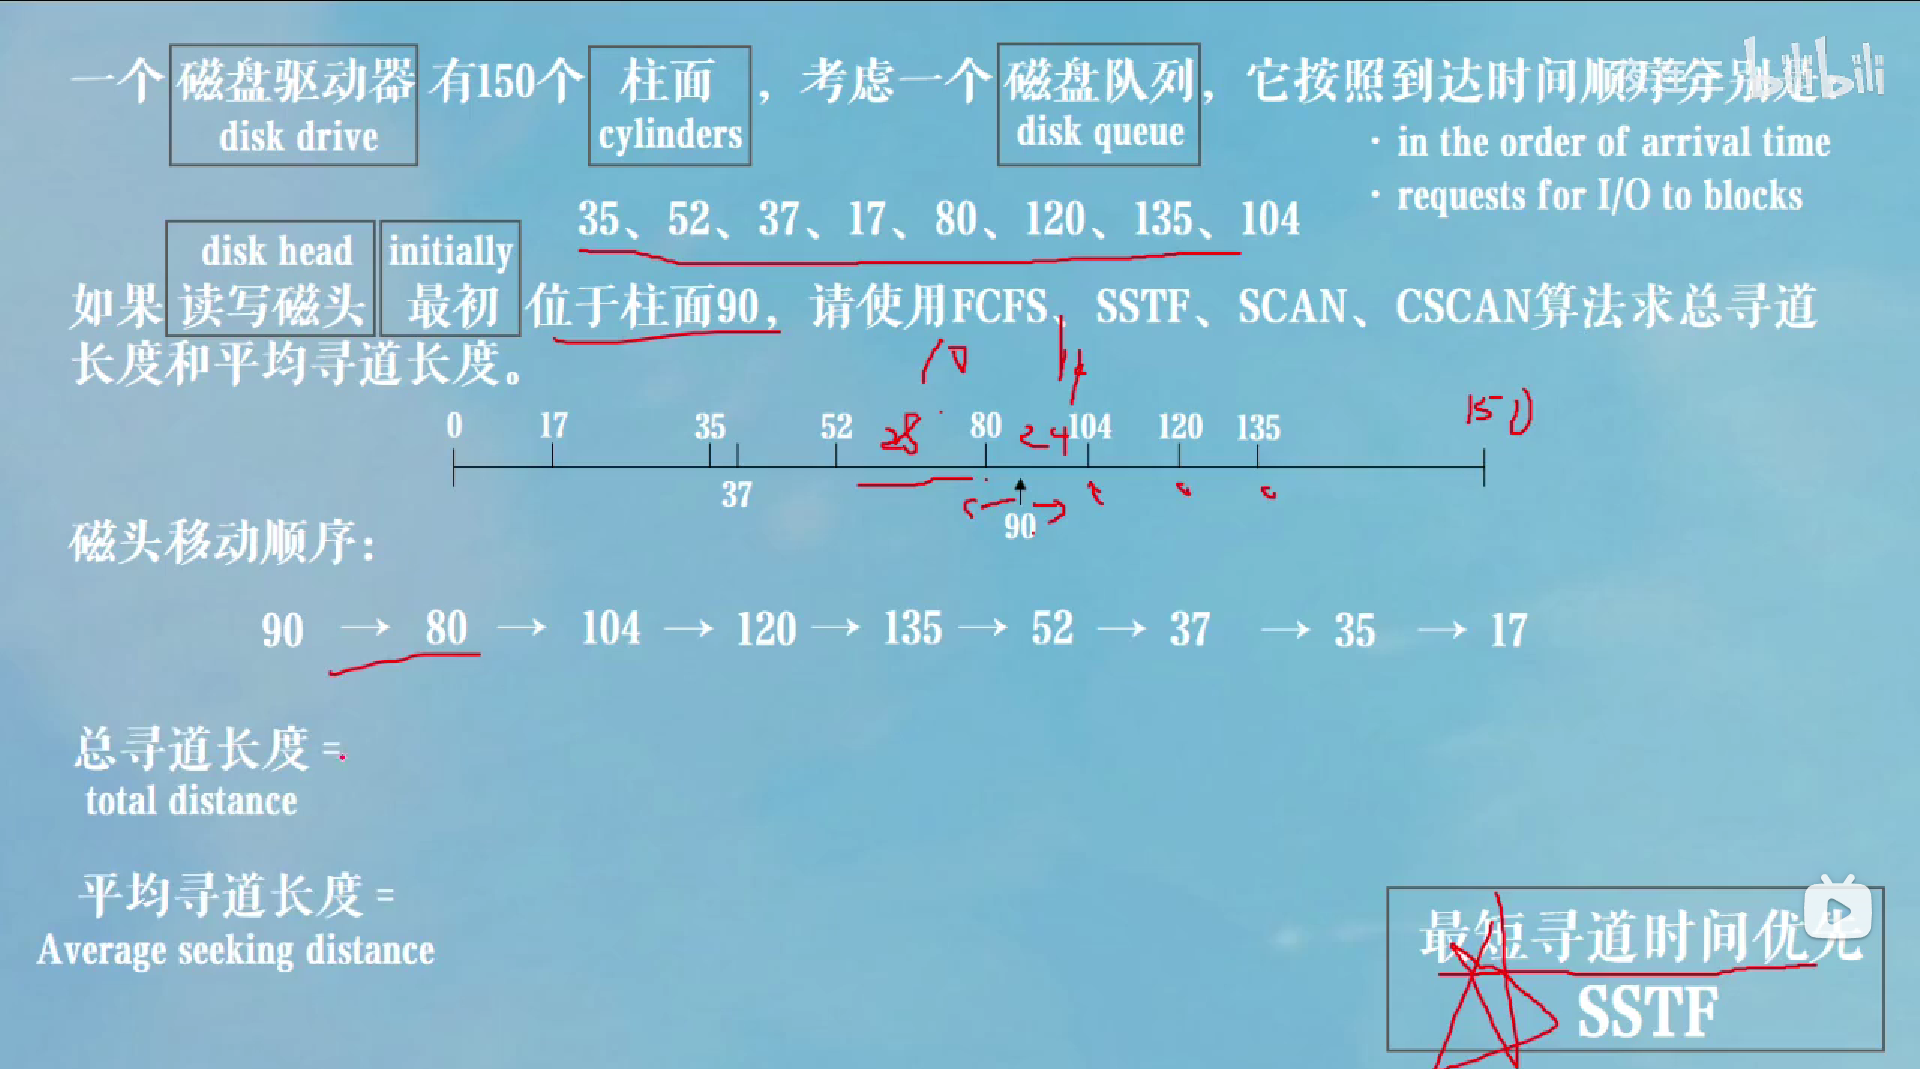 一个 磁盘驱动器 有150个 柱面，考虑一个 磁盘队列，它按照到达时间顺序分别是
bilibili
disk drive cylinders disk queue
· in the order of arrival time
· requests for I/O to blocks
35、52、37、17、80、120、135、104
disk head initially
如果 读写磁头 最初 位于柱面90，请使用FCFS、SSTF、SCAN、CSCAN算法求总寻道
长度和平均寻道长度。
10 14
0 17 35 52 28 80 24 104 120 135 150
37
90
磁头移动顺序：
90 → 80 → 104 → 120 → 135 → 52 → 37 → 35 → 17
总寻道长度 =
total distance
平均寻道长度 =
Average seeking distance
最短寻道时间优先
SSTF